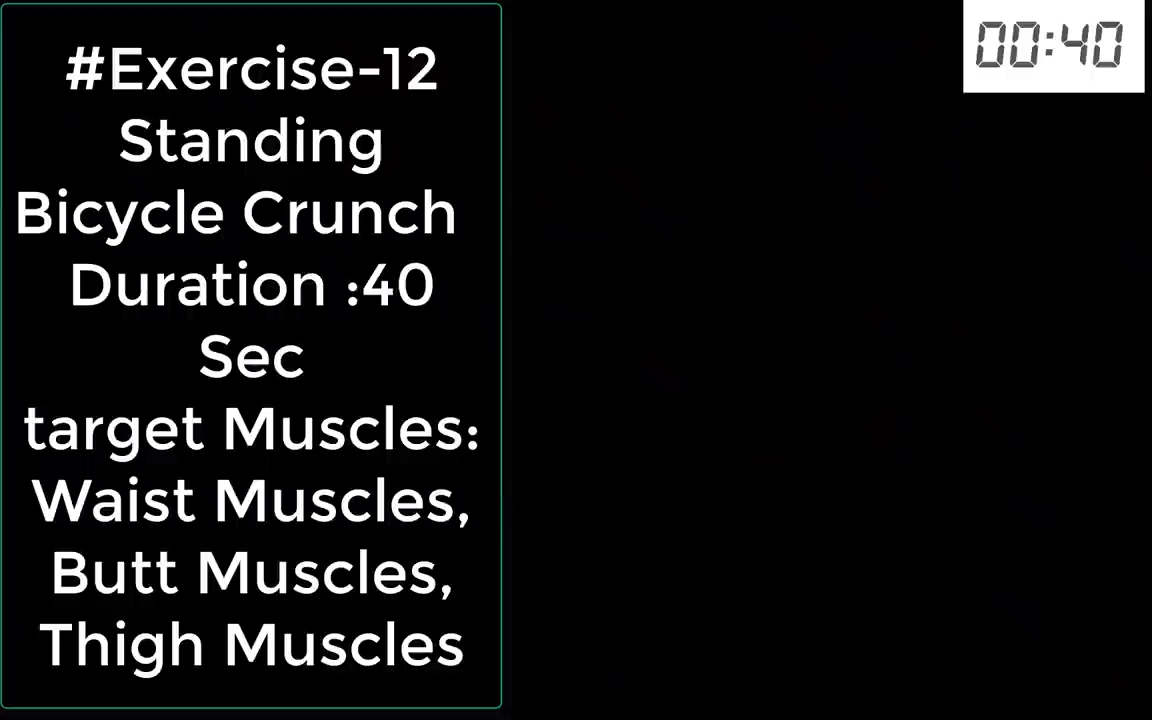 #Exercise-12
Standing
Bicycle Crunch
Duration :40
Sec
target Muscles:
Waist Muscles,
Butt Muscles,
Thigh Muscles
00:40